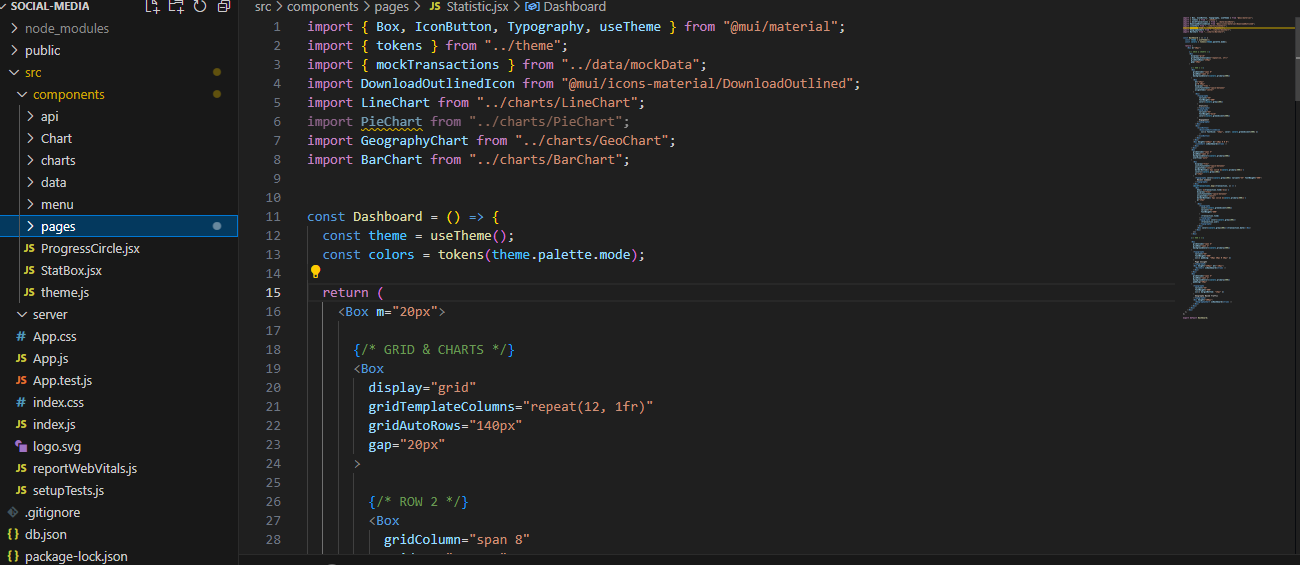 SOCIAL-MEDIA
node_modules
public
src
components
api
Chart
charts
data
menu
pages
JS ProgressCircle.jsx
JS StatBox.jsx
JS theme.js
server
# App.css
JS App.js
JS App.test.js
# index.css
JS index.js
logo.svg
JS reportWebVitals.js
JS setupTests.js
.gitignore
{} db.json
{} package-lock.json
src > components > pages > JS Statistic.jsx > Dashboard
1 import { Box, IconButton, Typography, useTheme } from "@mui/material";
2 import { tokens } from "../theme";
3 import { mockTransactions } from "../data/mockData";
4 import DownloadOutlinedIcon from "@mui/icons-material/DownloadOutlined";
5 import LineChart from "../charts/LineChart";
6 import PieChart from "../charts/PieChart";
7 import GeographyChart from "../charts/GeoChart";
8 import BarChart from "../charts/BarChart";
9
10
11 const Dashboard = () => {
12 const theme = useTheme();
13 const colors = tokens(theme.palette.mode);
14
15 return (
16 <Box m="20px">
17
18 {/* GRID & CHARTS */}
19 <Box
20 display="grid"
21 gridTemplateColumns="repeat(12, 1fr)"
22 gridAutoRows="140px"
23 gap="20px"
24 >
25
26 {/* ROW 2 */}
27 <Box
28 gridColumn="span 8"